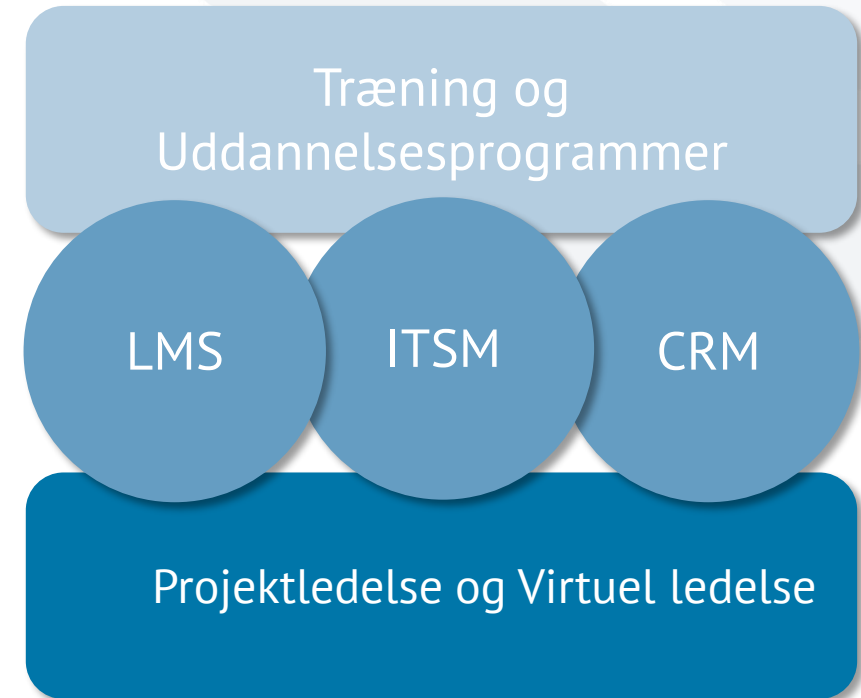 Træning og
Uddannelsesprogrammer
LMS
ITSM
CRM
Projektledelse og Virtuel ledelse